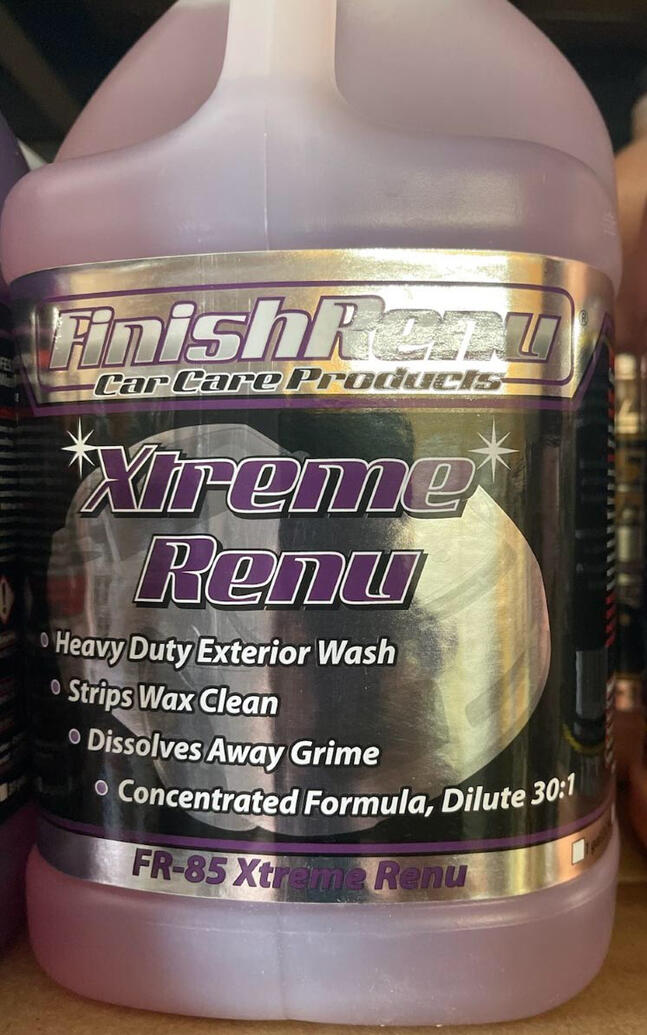 FinishRenu®
Car Care Products
Xtreme
Renu
Heavy Duty Exterior Wash
Strips Wax Clean
Dissolves Away Grime
Concentrated Formula, Dilute 30:1
FR-85 Xtreme Renu